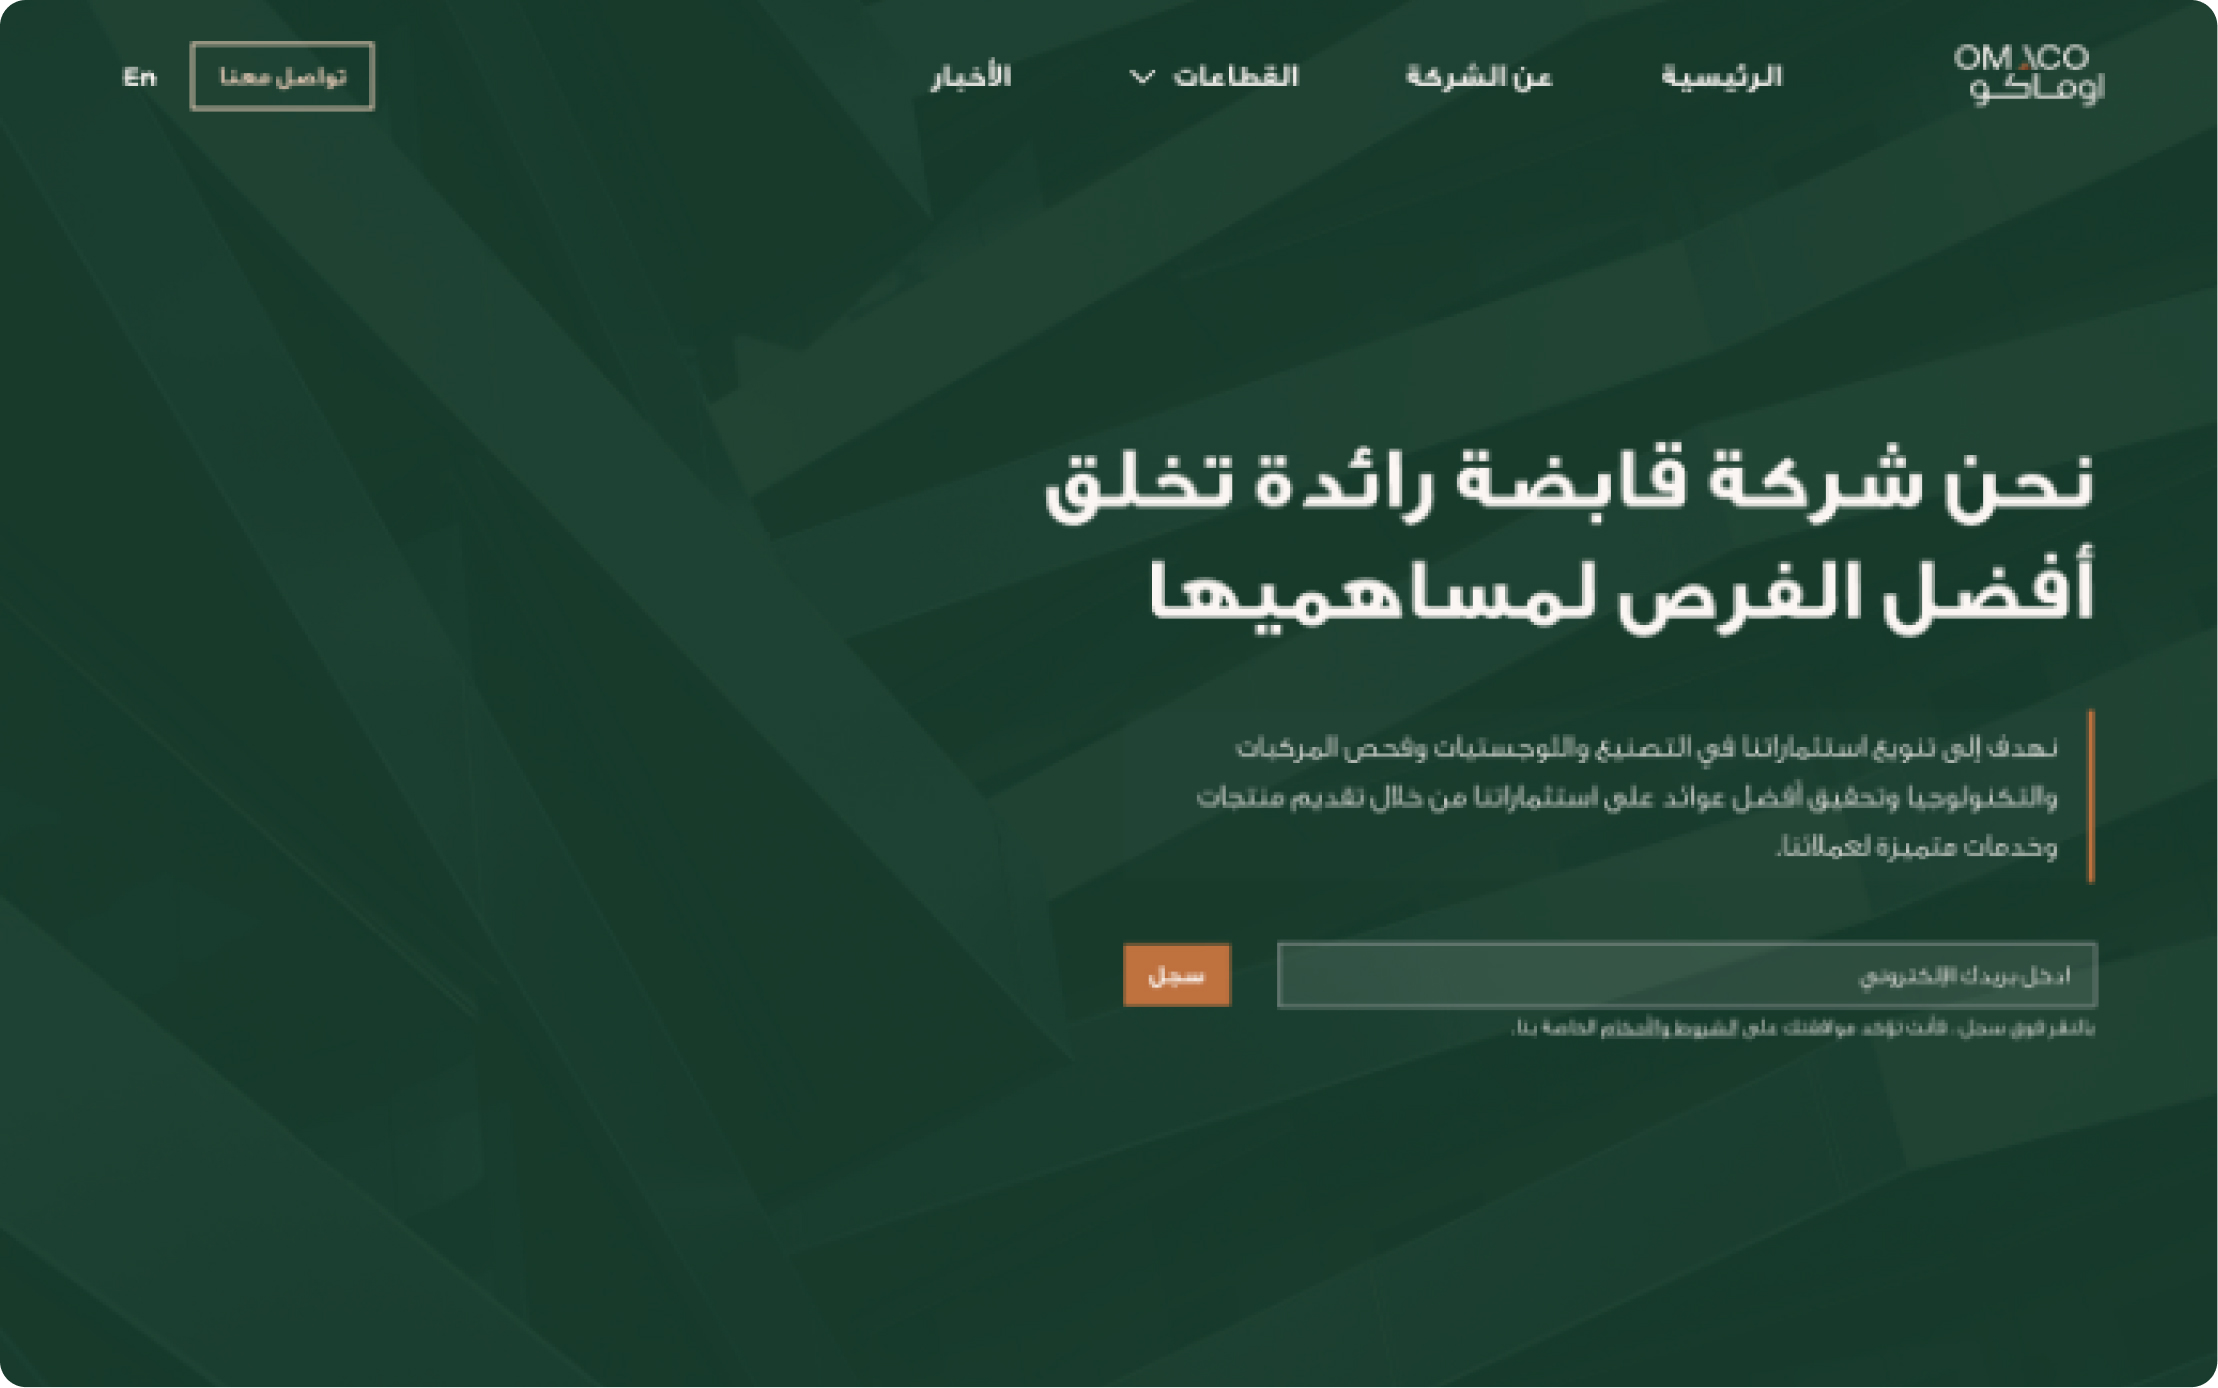 OMACO
اوماكو
الرئيسية
عن الشركة
القطاعات
الأخبار
تواصل معنا
En
نحن شركة قابضة رائدة تخلق
أفضل الفرص لمساهميها
نهدف إلى تنويع استثماراتنا في التصنيع واللوجستيات وفحص المركبات
والتكنولوجيا وتحقيق أفضل عوائد على استثماراتنا من خلال تقديم منتجات
وخدمات متميزة لعملائنا.
ادخل بريدك الإلكتروني
سجل
بالنقر فوق سجل، فأنت تؤكد موافقتك على الشروط والأحكام الخاصة بنا.